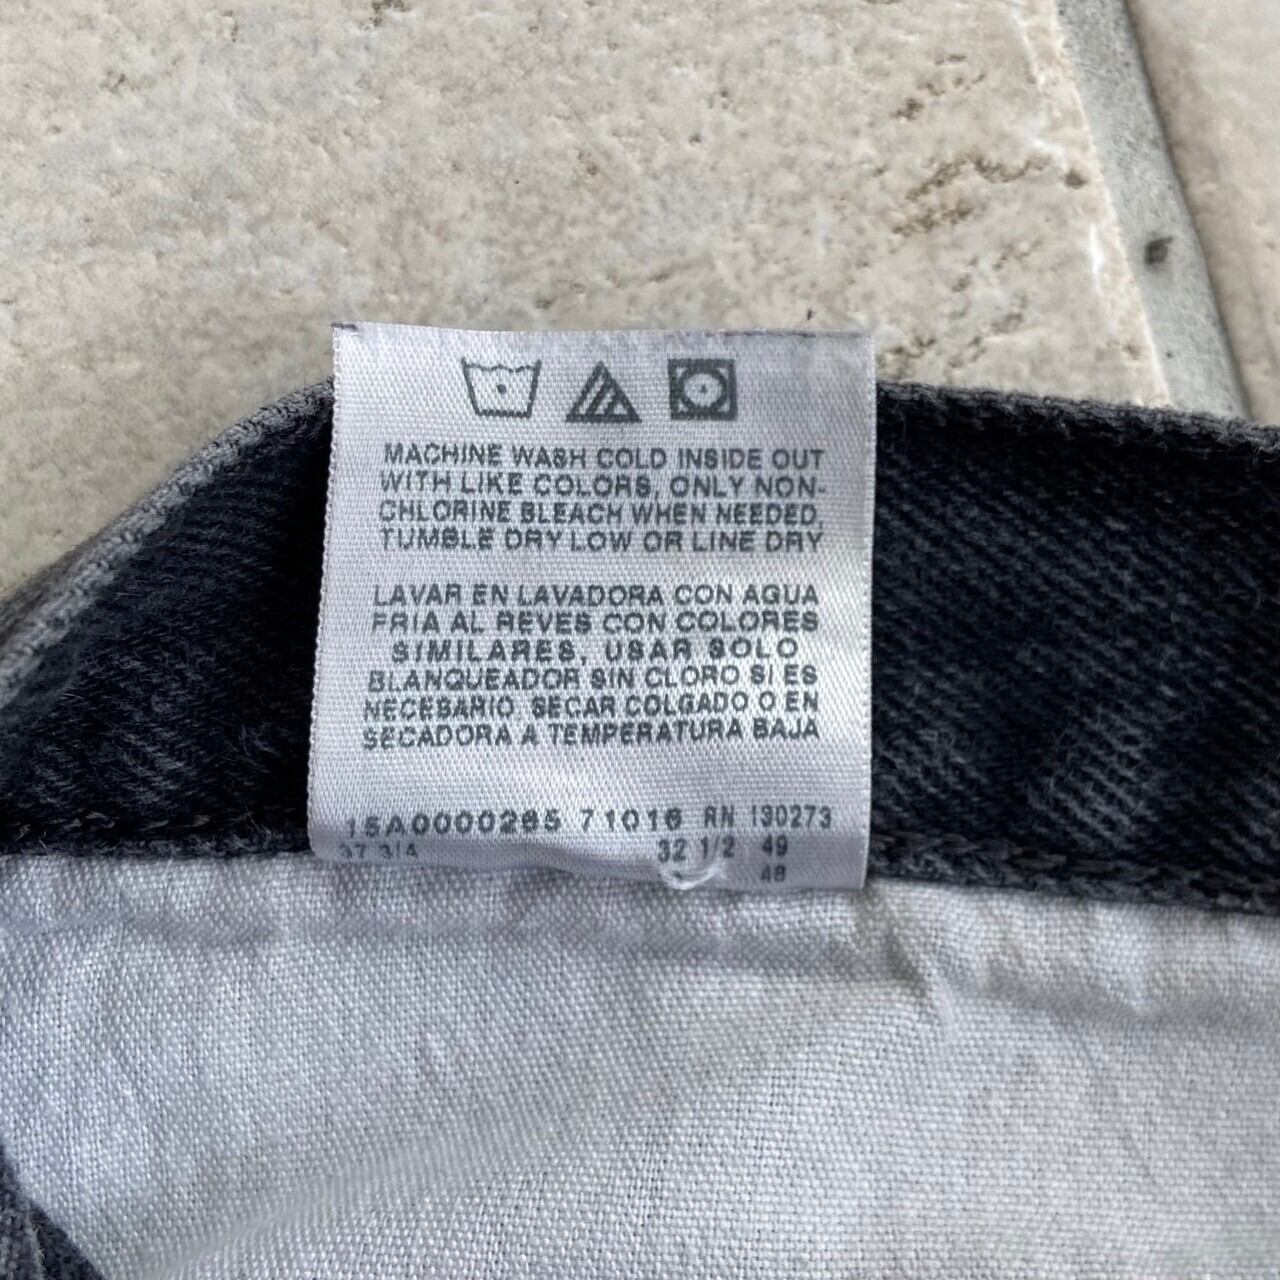 MACHINE WASH COLD INSIDE OUT
WITH LIKE COLORS, ONLY NON-
CHLORINE BLEACH WHEN NEEDED,
TUMBLE DRY LOW OR LINE DRY
LAVAR EN LAVADORA CON AGUA
FRIA AL REVES CON COLORES
SIMILARES, USAR SOLO
BLANQUEADOR SIN CLORO SI ES
NECESARIO SECAR COLGADO O EN
SECADORA A TEMPERATURA BAJA
15A0000285 71016 RN 130273
37 3/4 32 1/2 49
48